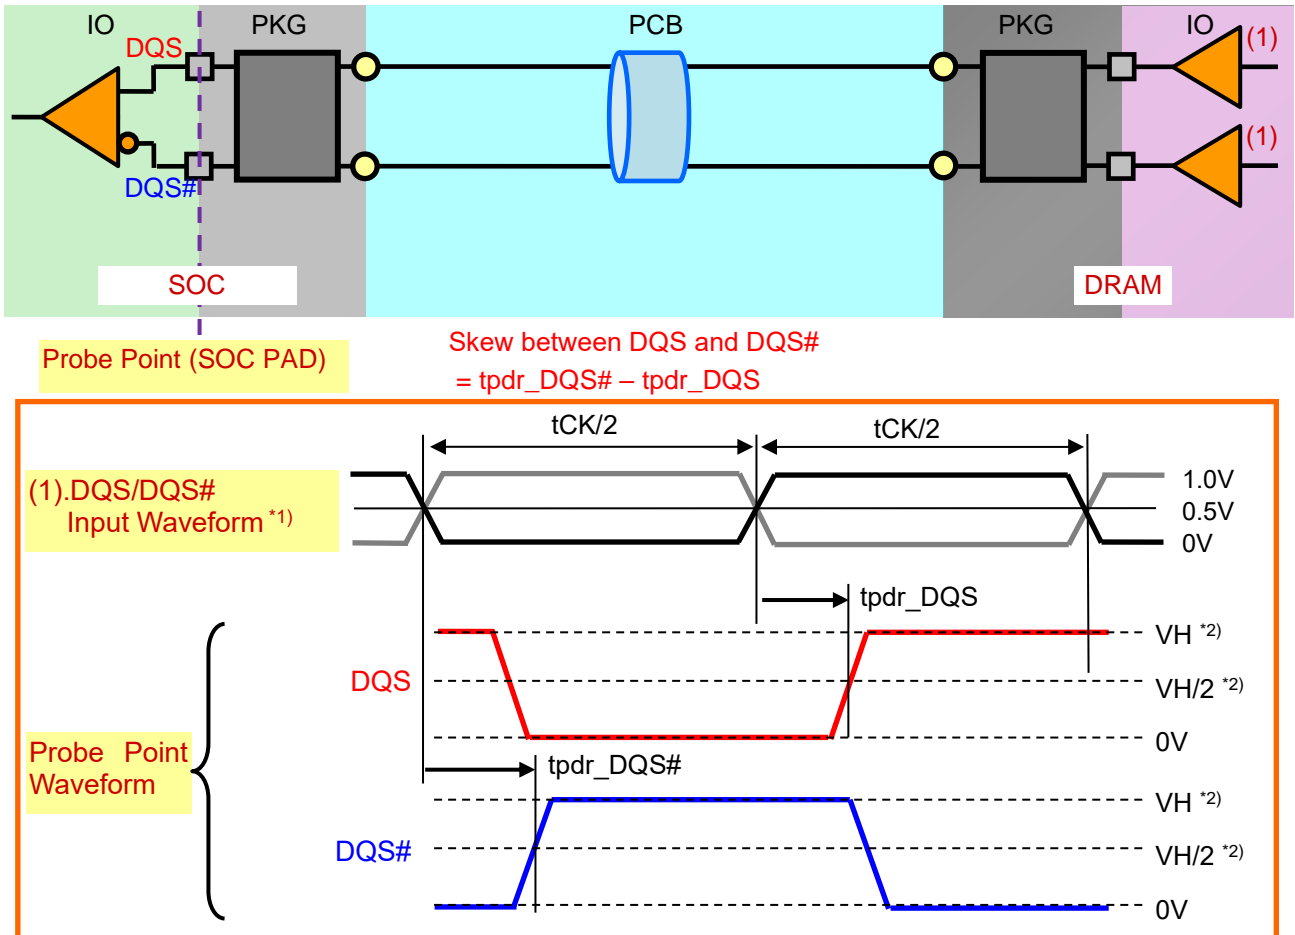 IO
PKG
PCB
PKG
IO
DQS
(1)
(1)
DQS#
SOC
DRAM
Probe Point (SOC PAD)
Skew between DQS and DQS#
= tpdr_DQS# – tpdr_DQS
tCK/2
tCK/2
(1).DQS/DQS#
Input Waveform *1)
1.0V
0.5V
0V
tpdr_DQS
VH *2)
DQS
VH/2 *2)
0V
Probe Point
Waveform
tpdr_DQS#
VH *2)
DQS#
VH/2 *2)
0V